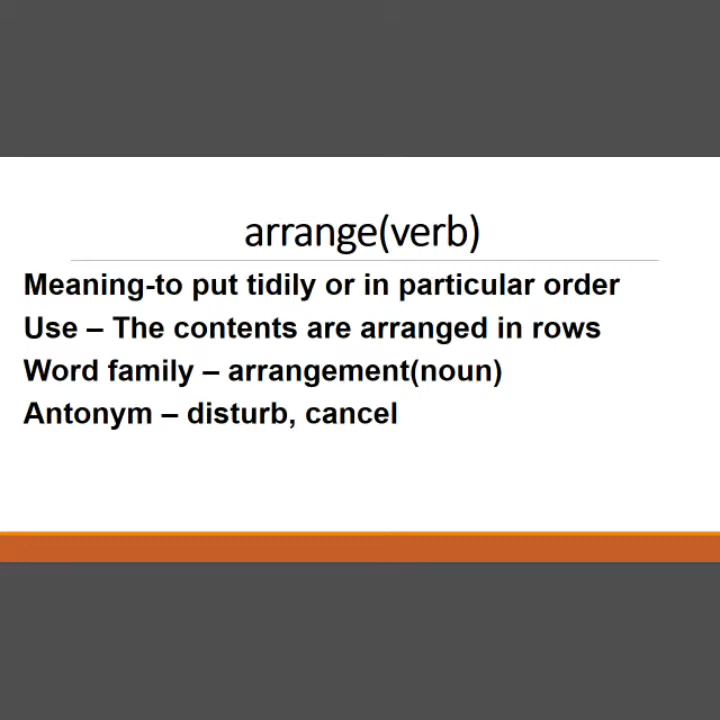 arrange(verb)
Meaning-to put tidily or in particular order
Use – The contents are arranged in rows
Word family – arrangement(noun)
Antonym – disturb, cancel